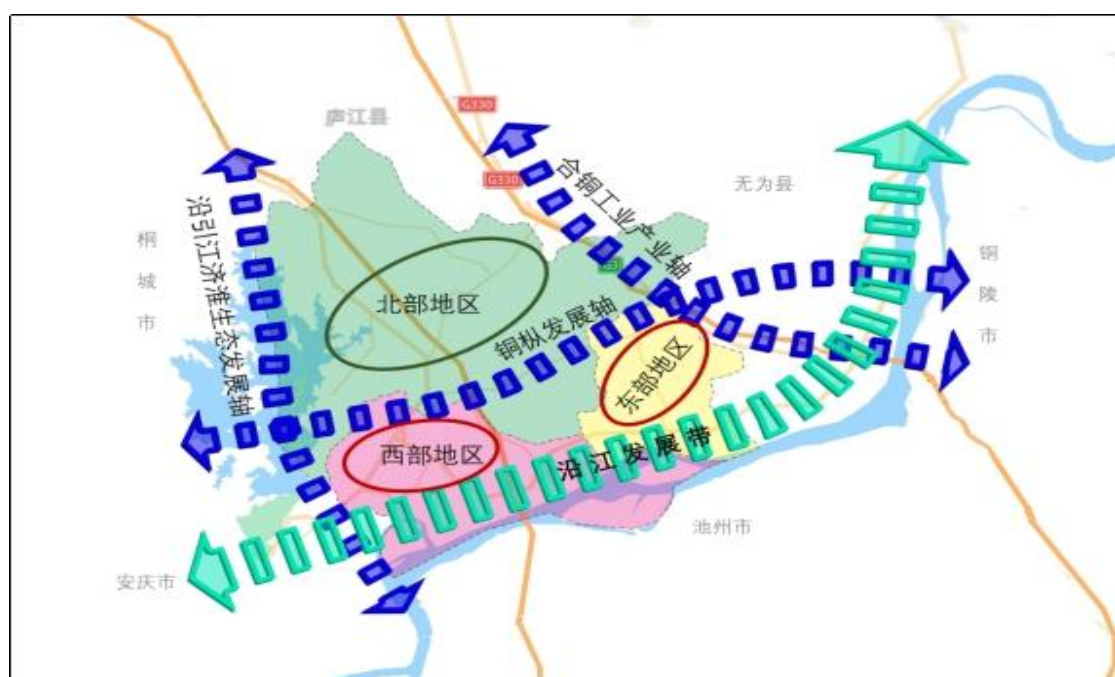 G330
庐江县
G330
合铜工业产业轴
无为县
沿引江济淮生态发展轴
桐城市
铜陵市
北部地区
铜枞发展轴
东部地区
西部地区
沿江发展带
池州市
安庆市